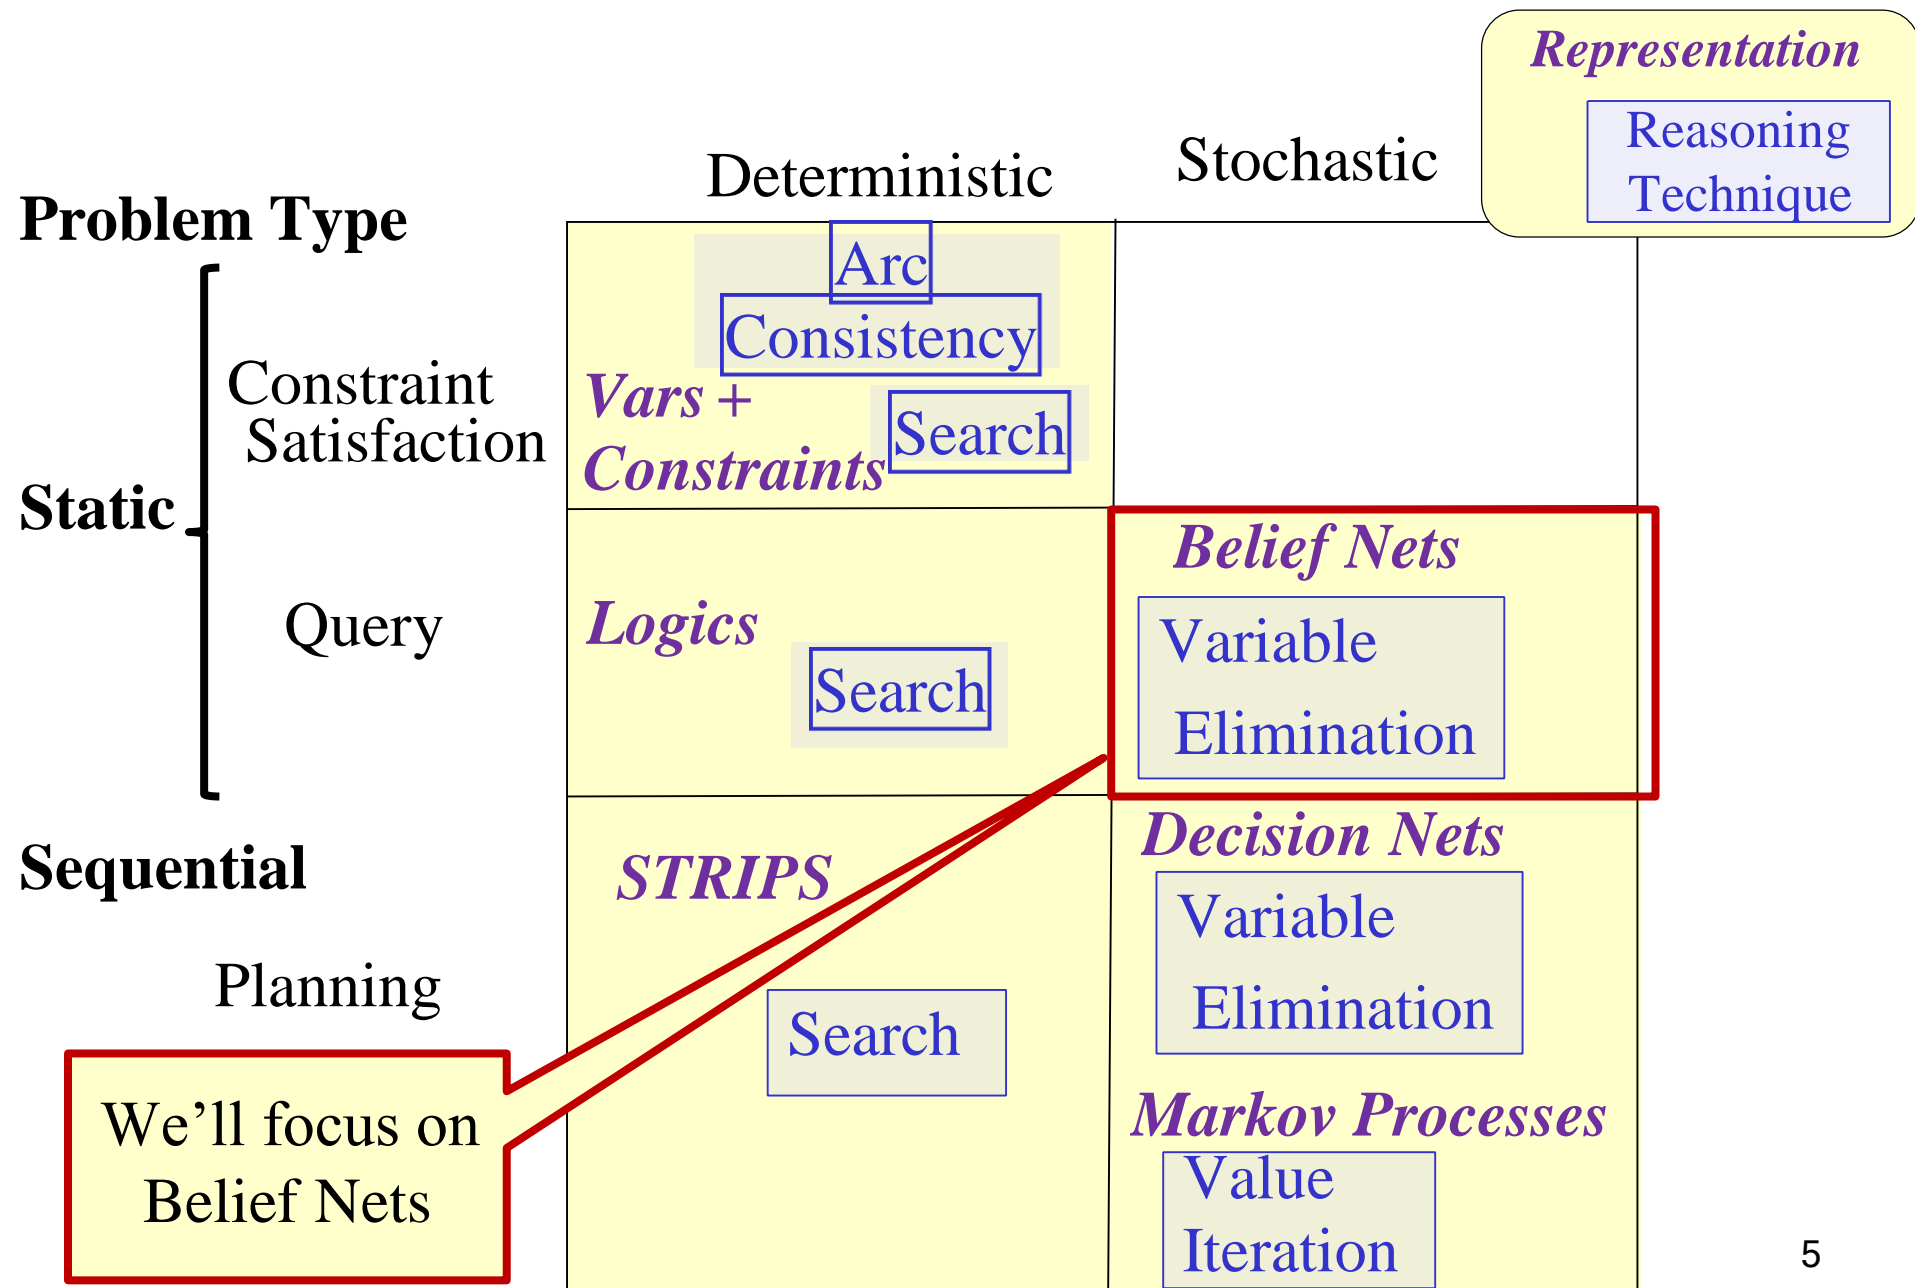 Representation
Reasoning
Technique
Deterministic
Stochastic
Problem Type
Arc
Consistency
Constraint
Satisfaction
Vars +
Constraints
Search
Static
Query
Logics
Search
Belief Nets
Variable
Elimination
Sequential
Planning
STRIPS
Search
Decision Nets
Variable
Elimination
Markov Processes
Value
Iteration
We’ll focus on
Belief Nets
5